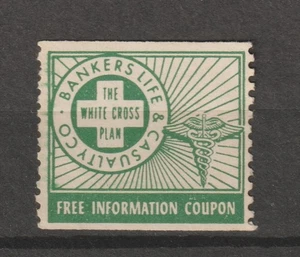 BANKERS LIFE & CASUALTY CO.
THE
WHITE CROSS
PLAN
FREE INFORMATION COUPON